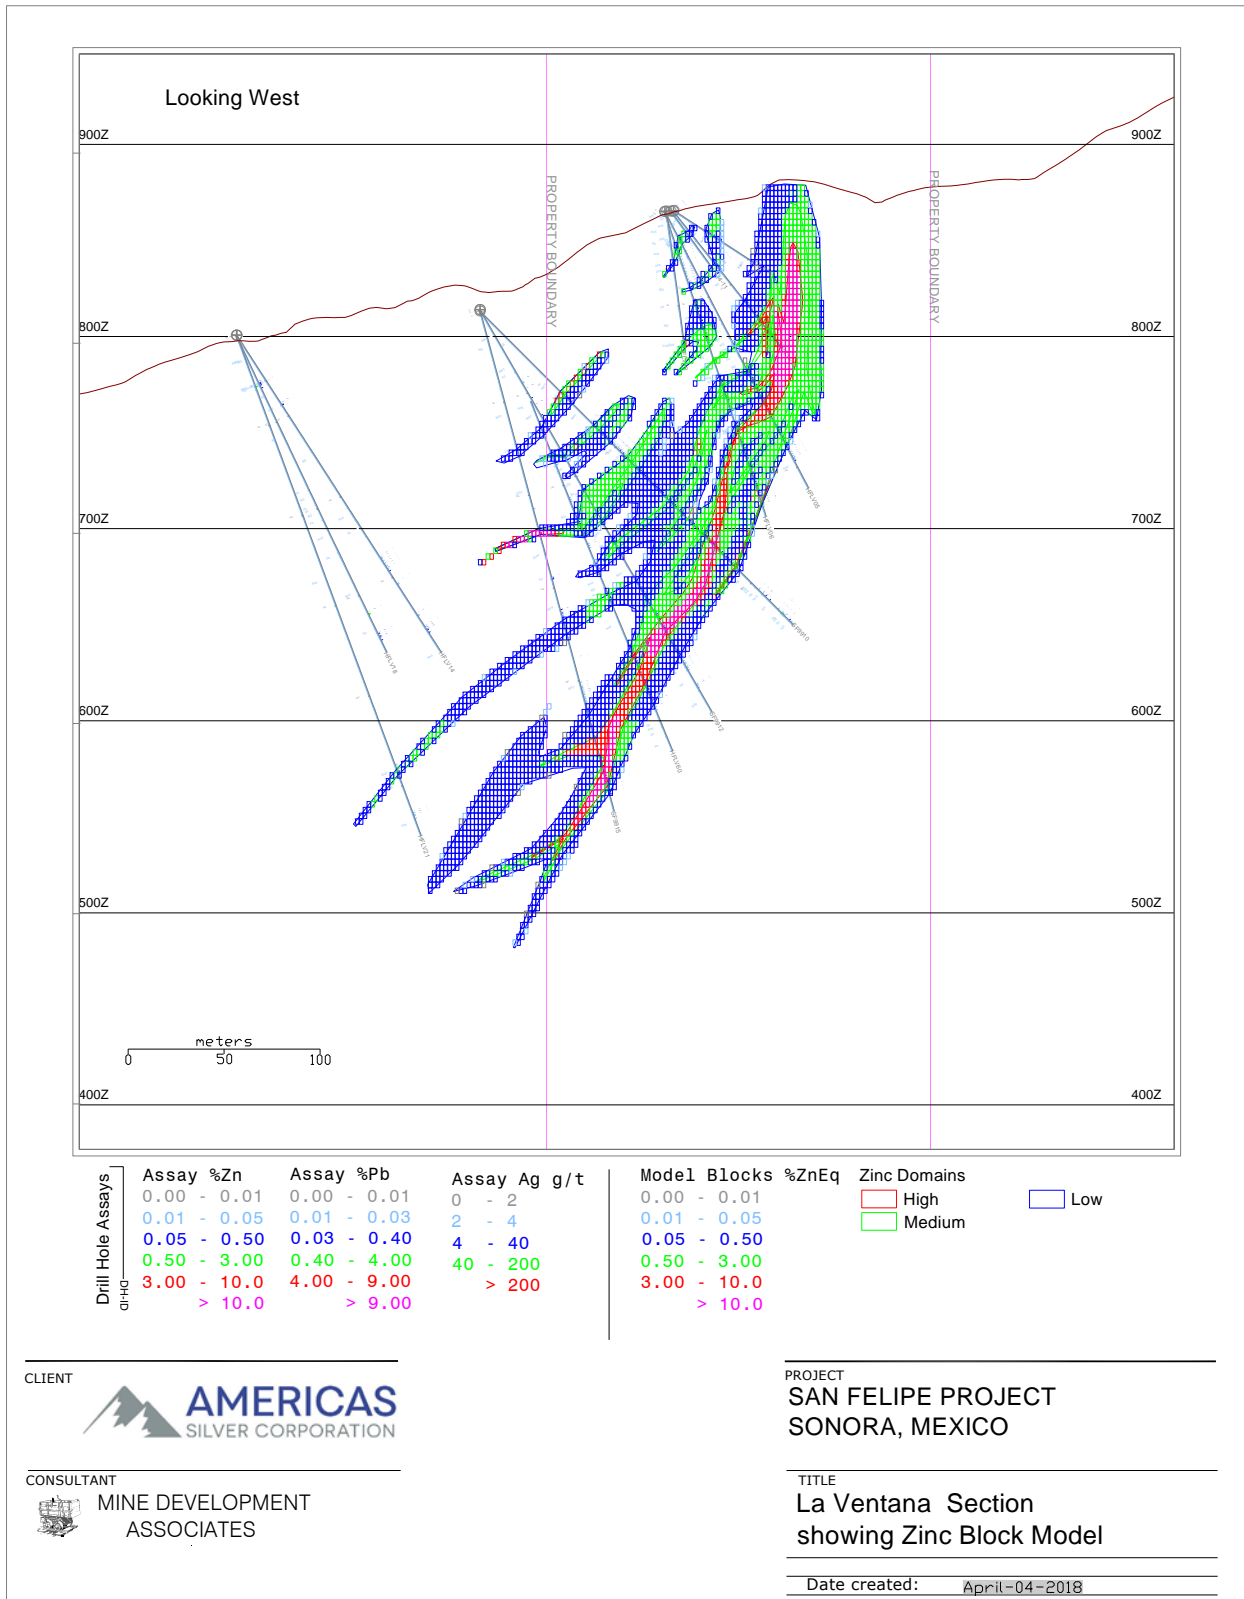 Looking West
900Z
900Z
PROPERTY BOUNDARY
PROPERTY BOUNDARY
800Z
800Z
HFLV05
700Z
700Z
HFLV14
600Z
600Z
HFLV21
500Z
500Z
meters
0 50 100
400Z
400Z
Drill Hole Assays
DH-ID
Assay %Zn
0.00 - 0.01
0.01 - 0.05
0.05 - 0.50
0.50 - 3.00
3.00 - 10.0
> 10.0
Assay %Pb
0.00 - 0.01
0.01 - 0.03
0.03 - 0.40
0.40 - 4.00
4.00 - 9.00
> 9.00
Assay Ag g/t
0 - 2
2 - 4
4 - 40
40 - 200
> 200
Model Blocks %ZnEq
0.00 - 0.01
0.01 - 0.05
0.05 - 0.50
0.50 - 3.00
3.00 - 10.0
> 10.0
Zinc Domains
High
Low
Medium
CLIENT
AMERICAS
SILVER CORPORATION
CONSULTANT
MINE DEVELOPMENT
ASSOCIATES
PROJECT
SAN FELIPE PROJECT
SONORA, MEXICO
TITLE
La Ventana Section
showing Zinc Block Model
Date created: April-04-2018